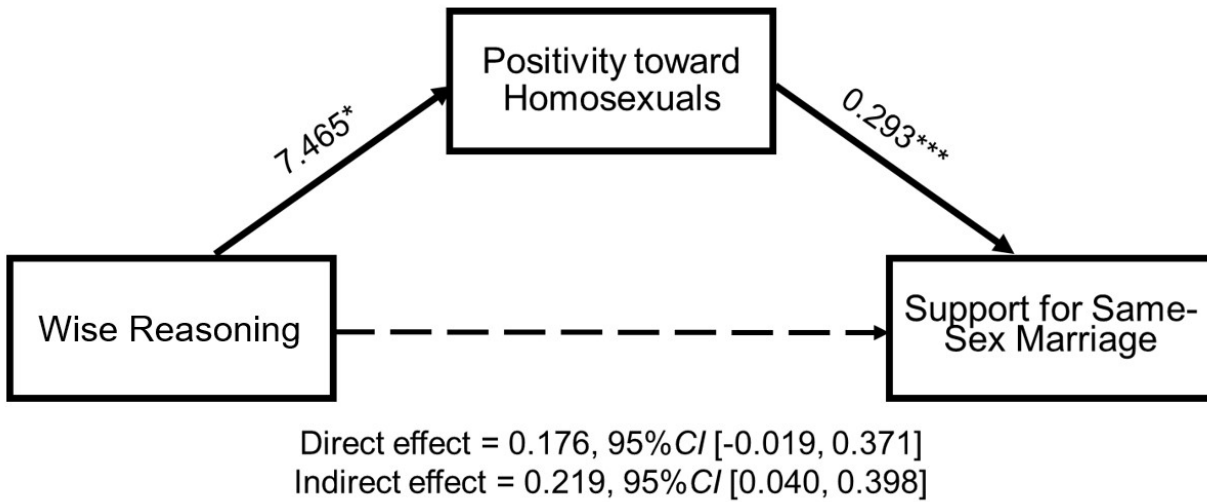 Positivity toward
Homosexuals
7.465*
0.293***
Wise Reasoning
Support for Same-
Sex Marriage
Direct effect = 0.176, 95%CI [-0.019, 0.371]
Indirect effect = 0.219, 95%CI [0.040, 0.398]